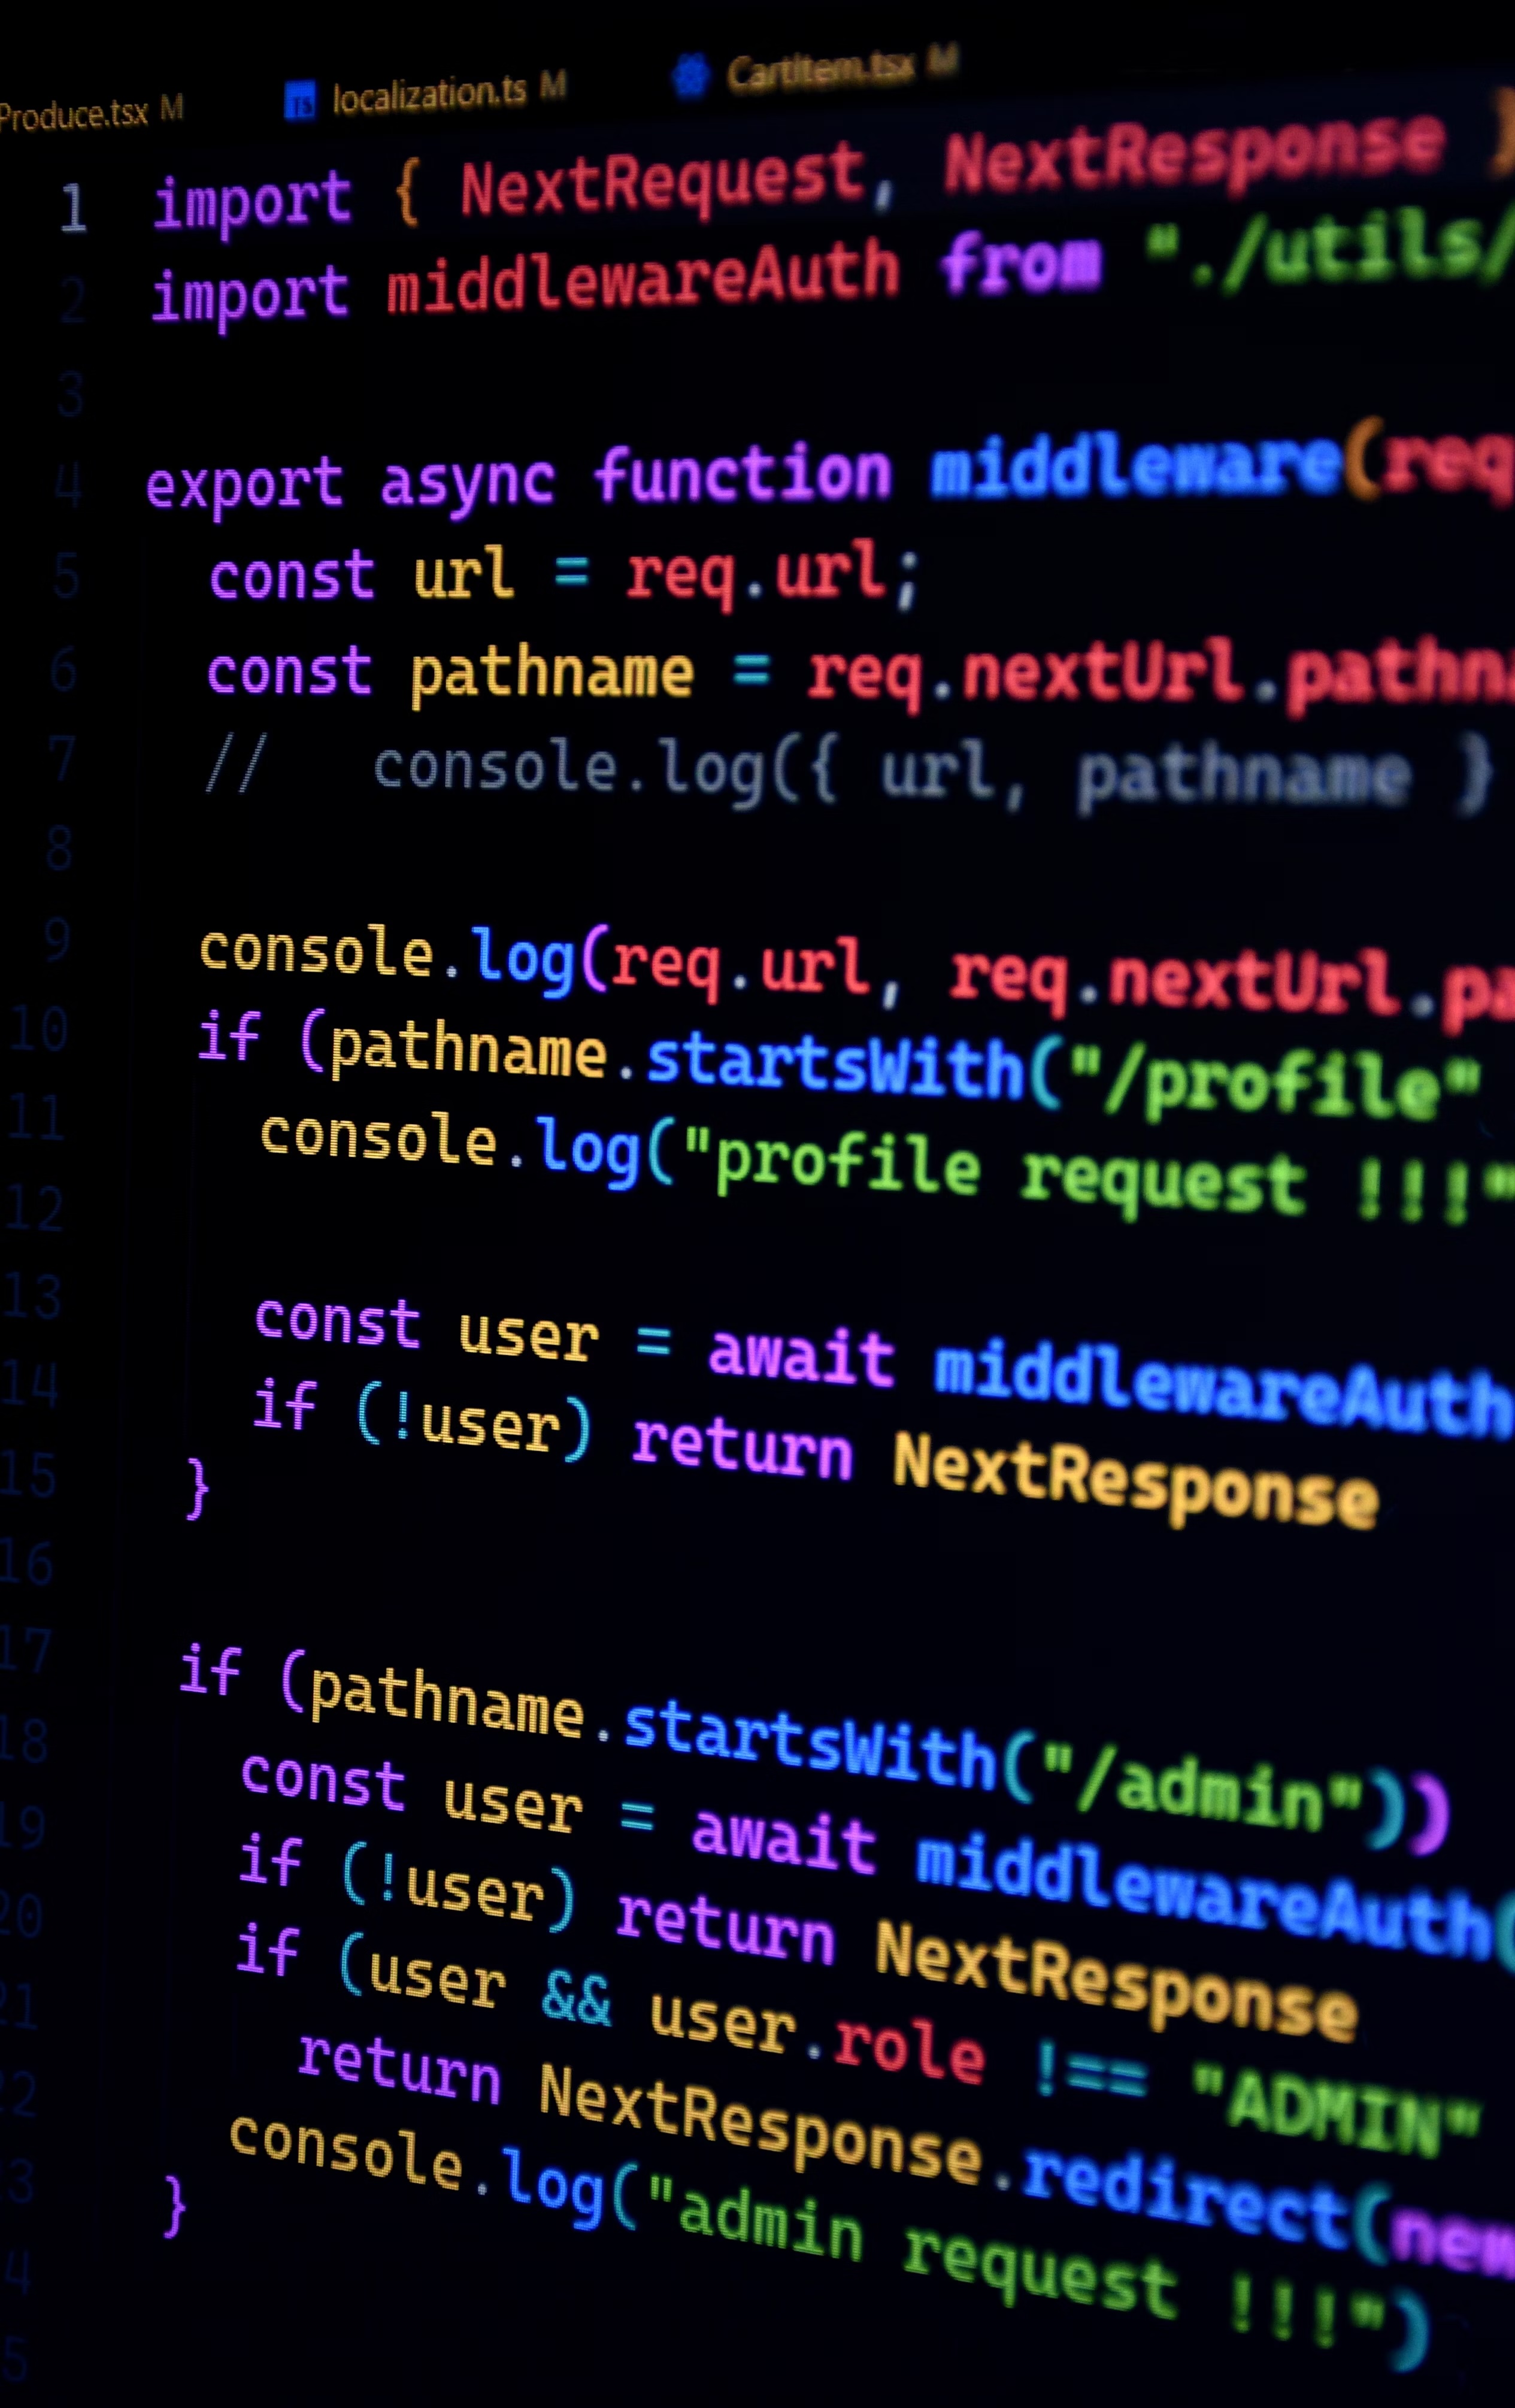 Produce.tsx M TS localization.ts M CartItem.tsx M
1 import { NextRequest, NextResponse }
2 import middlewareAuth from "./utils/
3
4 export async function middleware(req
5 const url = req.url;
6 const pathname = req.nextUrl.pathna
7 // console.log({ url, pathname }
8
9 console.log(req.url, req.nextUrl.pa
10 if (pathname.startsWith("/profile"
11 console.log("profile request !!!"
12
13 const user = await middlewareAuth
14 if (!user) return NextResponse
15 }
16
17 if (pathname.startsWith("/admin"))
18 const user = await middlewareAuth(
19 if (!user) return NextResponse
20 if (user && user.role !== "ADMIN"
21 return NextResponse.redirect(new
22 console.log("admin request !!!")
3 }
4
5